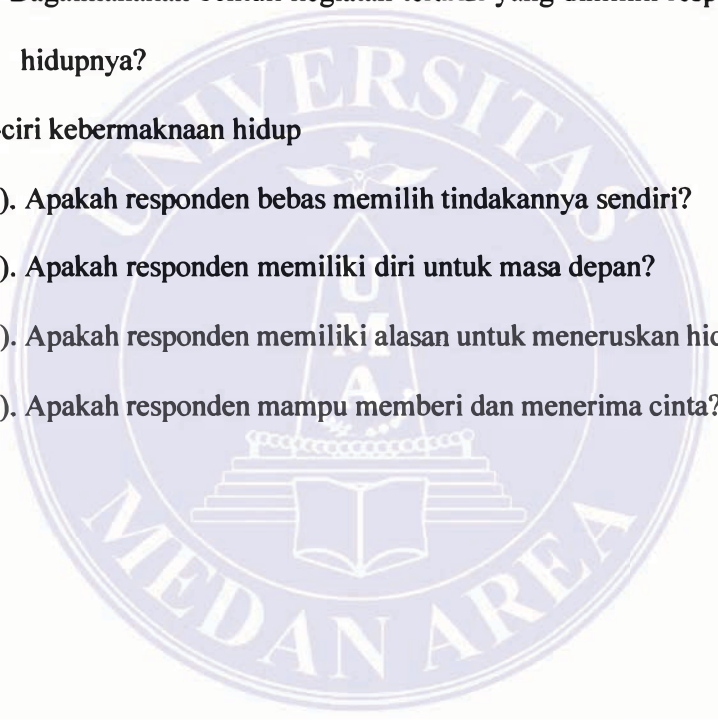 hidupnya?
-ciri kebermaknaan hidup
). Apakah responden bebas memilih tindakannya sendiri?
). Apakah responden memiliki diri untuk masa depan?
). Apakah responden memiliki alasan untuk meneruskan hid
). Apakah responden mampu memberi dan menerima cinta?
UNIVERSITAS
UMA
MEDAN AREA